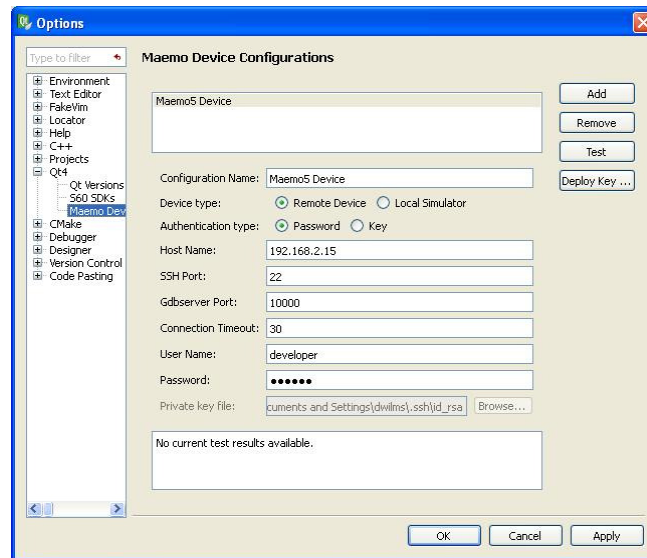 Options
Type to filter
Environment
Text Editor
FakeVim
Locator
Help
C++
Projects
Qt4
Qt Versions
S60 SDKs
Maemo Dev
CMake
Debugger
Designer
Version Control
Code Pasting
Maemo Device Configurations
Maemo5 Device
Add
Remove
Test
Deploy Key ...
Configuration Name: Maemo5 Device
Device type: Remote Device Local Simulator
Authentication type: Password Key
Host Name: 192.168.2.15
SSH Port: 22
Gdbserver Port: 10000
Connection Timeout: 30
User Name: developer
Password: ●●●●●●
Private key file: cuments and Settings\dwilms\.ssh\id_rsa Browse...
No current test results available.
OK Cancel Apply